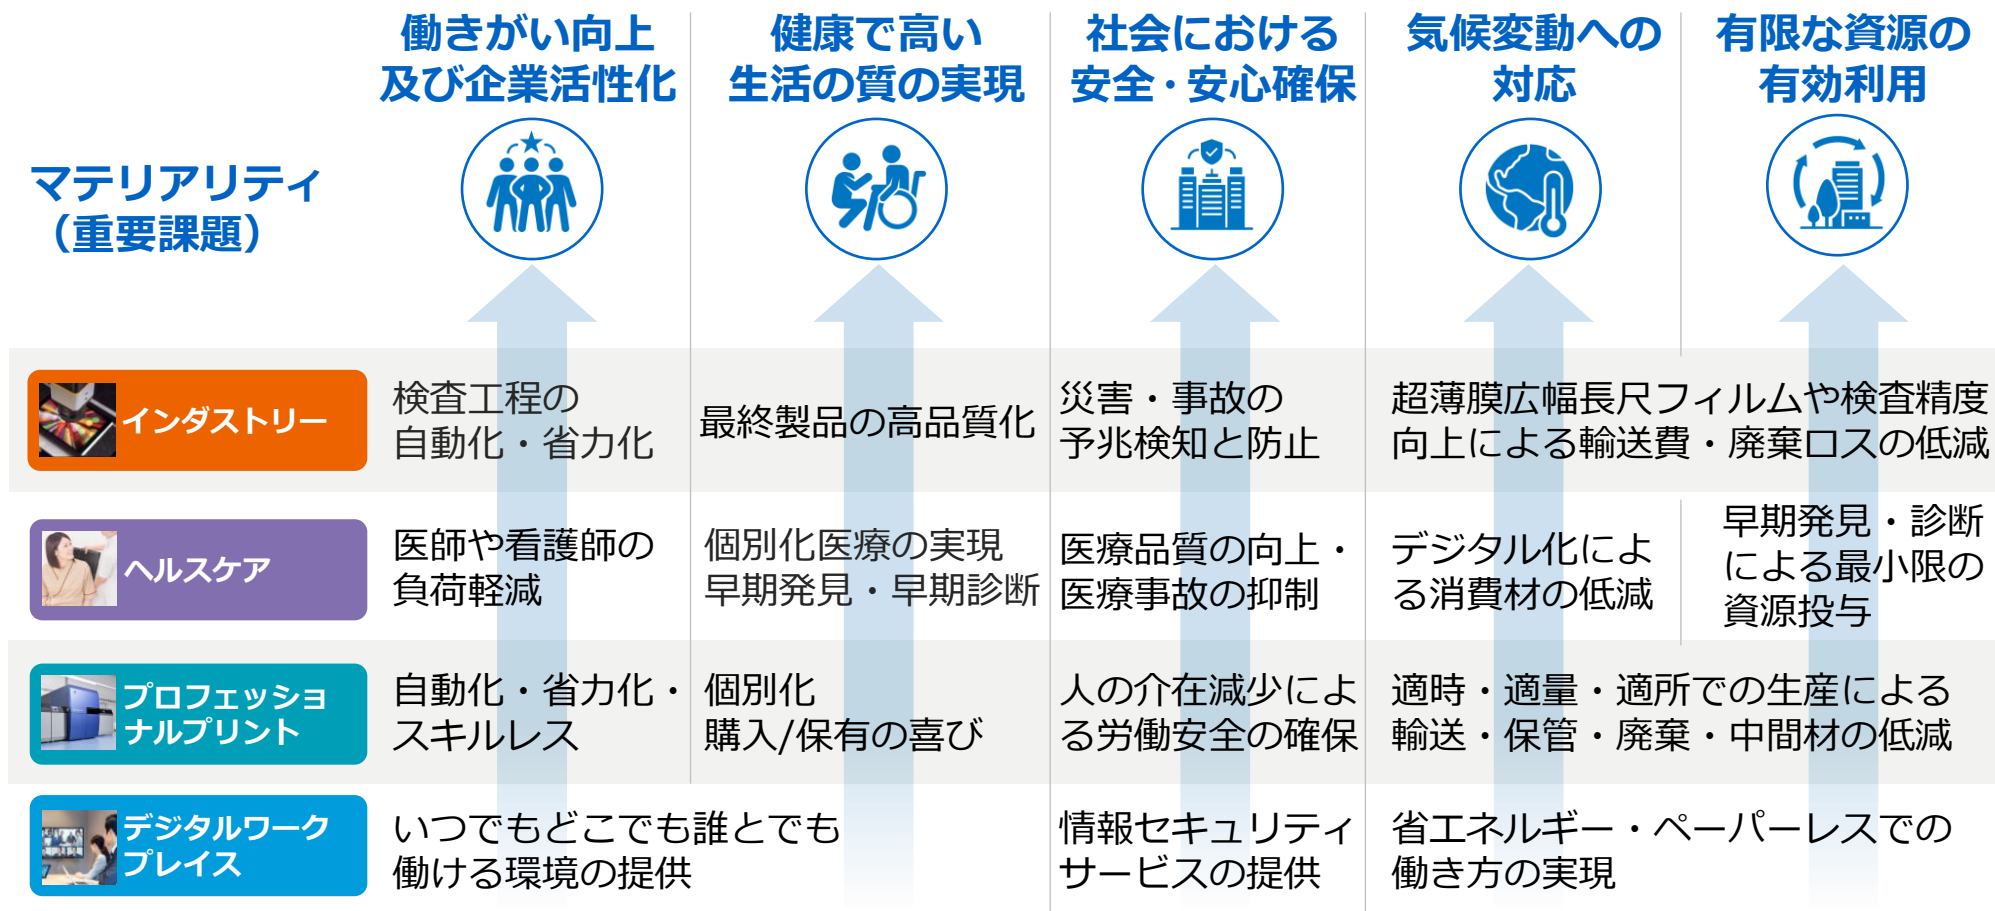 働きがい向上
及び企業活性化
健康で高い
生活の質の実現
社会における
安全・安心確保
気候変動への
対応
有限な資源の
有効利用
マテリアリティ
（重要課題）
インダストリー
検査工程の
自動化・省力化
最終製品の高品質化
災害・事故の
予兆検知と防止
超薄膜広幅長尺フィルムや検査精度
向上による輸送費・廃棄ロスの低減
ヘルスケア
医師や看護師の
負荷軽減
個別化医療の実現
早期発見・早期診断
医療品質の向上・
医療事故の抑制
デジタル化によ
る消費材の低減
早期発見・診断
による最小限の
資源投与
プロフェッショ
ナルプリント
自動化・省力化・
スキルレス
個別化
購入/保有の喜び
人の介在減少によ
る労働安全の確保
適時・適量・適所での生産による
輸送・保管・廃棄・中間材の低減
デジタルワーク
プレイス
いつでもどこでも誰とでも
働ける環境の提供
情報セキュリティ
サービスの提供
省エネルギー・ペーパーレスでの
働き方の実現